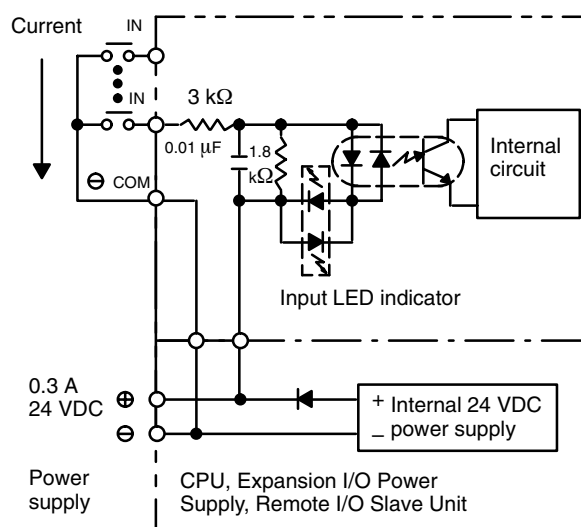 Current
IN
IN
3 kΩ
0.01 μF
1.8
kΩ
Internal
circuit
⊖ COM
Input LED indicator
0.3 A
24 VDC
⊕
⊖
+ Internal 24 VDC
– power supply
Power
supply
CPU, Expansion I/O Power
Supply, Remote I/O Slave Unit